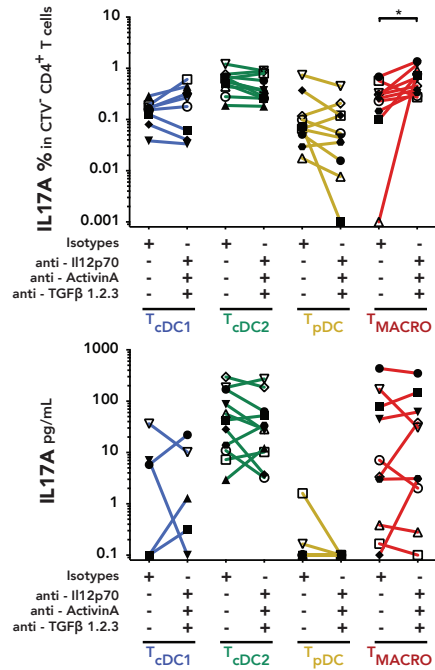 *
IL17A % in CTV- CD4+ T cells
10
1
0.1
0.01
0.001
Isotypes + - + - + - + -
anti - Il12p70 - + - + - + - +
anti - ActivinA - + - + - + - +
anti - TGFβ 1.2.3 - + - + - + - +
TcDC1 TcDC2 TpDC TMACRO
IL17A pg/mL
1000
100
10
1
0.1
Isotypes + - + - + - + -
anti - Il12p70 - + - + - + - +
anti - ActivinA - + - + - + - +
anti - TGFβ 1.2.3 - + - + - + - +
TcDC1 TcDC2 TpDC TMACRO